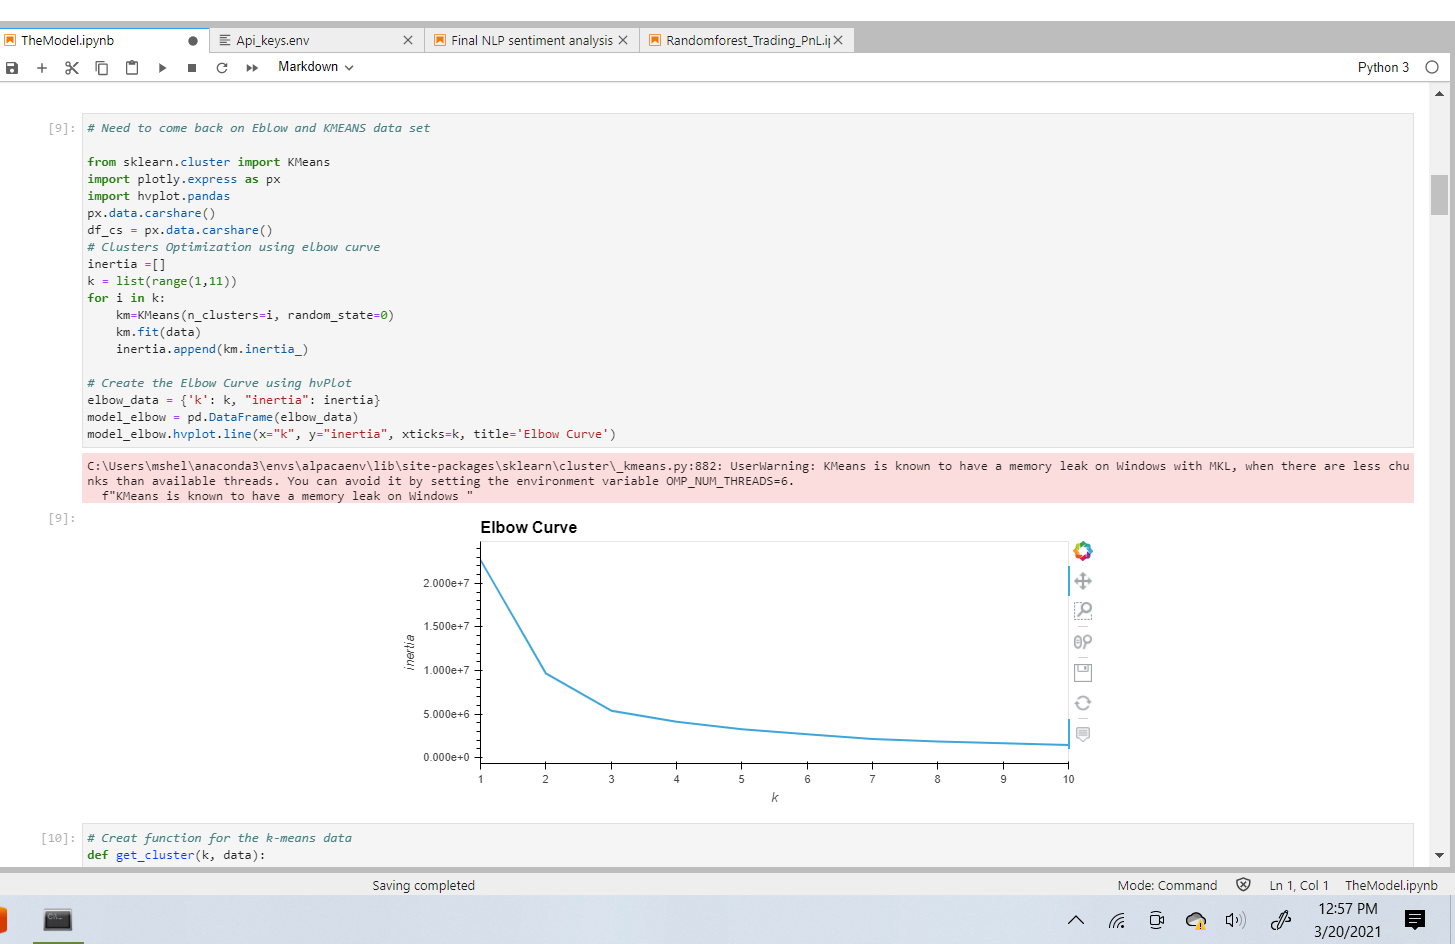 TheModel.ipynb
Api_keys.env
Final NLP sentiment analysis
Randomforest_Trading_PnL.i
Markdown
Python 3
[9]:
# Need to come back on Eblow and KMEANS data set
from sklearn.cluster import KMeans
import plotly.express as px
import hvplot.pandas
px.data.carshare()
df_cs = px.data.carshare()
# Clusters Optimization using elbow curve
inertia =[]
k = list(range(1,11))
for i in k:
    km=KMeans(n_clusters=i, random_state=0)
    km.fit(data)
    inertia.append(km.inertia_)
# Create the Elbow Curve using hvPlot
elbow_data = {'k': k, "inertia": inertia}
model_elbow = pd.DataFrame(elbow_data)
model_elbow.hvplot.line(x="k", y="inertia", xticks=k, title='Elbow Curve')
C:\Users\mshel\anaconda3\envs\alpacaenv\lib\site-packages\sklearn\cluster\_kmeans.py:882: UserWarning: KMeans is known to have a memory leak on Windows with MKL, when there are less chu
nks than available threads. You can avoid it by setting the environment variable OMP_NUM_THREADS=6.
  f"KMeans is known to have a memory leak on Windows "
[9]:
Elbow Curve
2.000e+7
1.500e+7
1.000e+7
5.000e+6
0.000e+0
inertia
1 2 3 4 5 6 7 8 9 10
k
[10]:
# Creat function for the k-means data
def get_cluster(k, data):
Saving completed
Mode: Command
Ln 1, Col 1
TheModel.ipynb
12:57 PM
3/20/2021